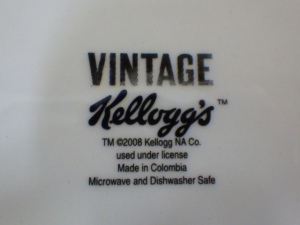 VINTAGE
Kellogg's™
TM ©2008 Kellogg NA Co.
used under license
Made in Colombia
Microwave and Dishwasher Safe